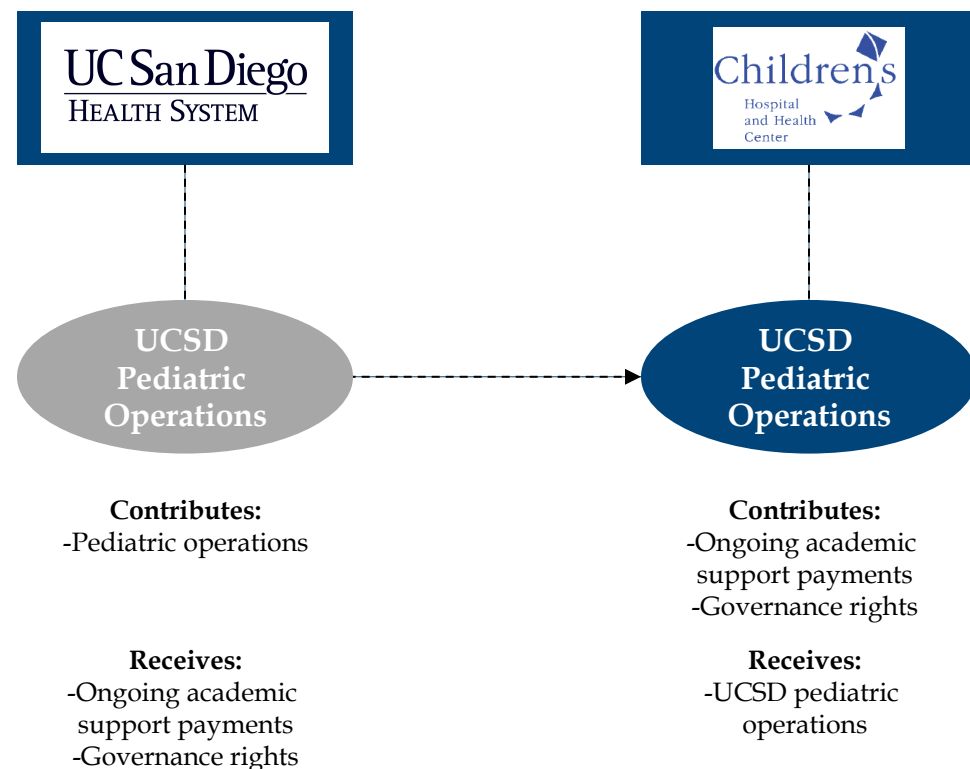 UC San Diego
HEALTH SYSTEM
Children's
Hospital
and Health
Center
UCSD
Pediatric
Operations
UCSD
Pediatric
Operations
Contributes:
-Pediatric operations
Receives:
-Ongoing academic
support payments
-Governance rights
Contributes:
-Ongoing academic
support payments
-Governance rights
Receives:
-UCSD pediatric
operations